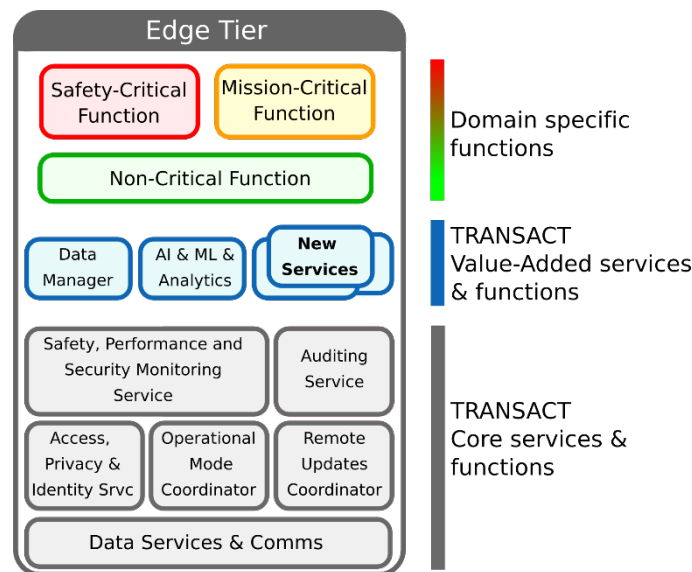 Edge Tier
Safety-Critical
Function
Mission-Critical
Function
Non-Critical Function
Domain specific
functions
Data
Manager
AI & ML &
Analytics
New
Services
TRANSACT
Value-Added services
& functions
Safety, Performance and
Security Monitoring
Service
Auditing
Service
Access,
Privacy &
Identity Srvc
Operational
Mode
Coordinator
Remote
Updates
Coordinator
Data Services & Comms
TRANSACT
Core services &
functions